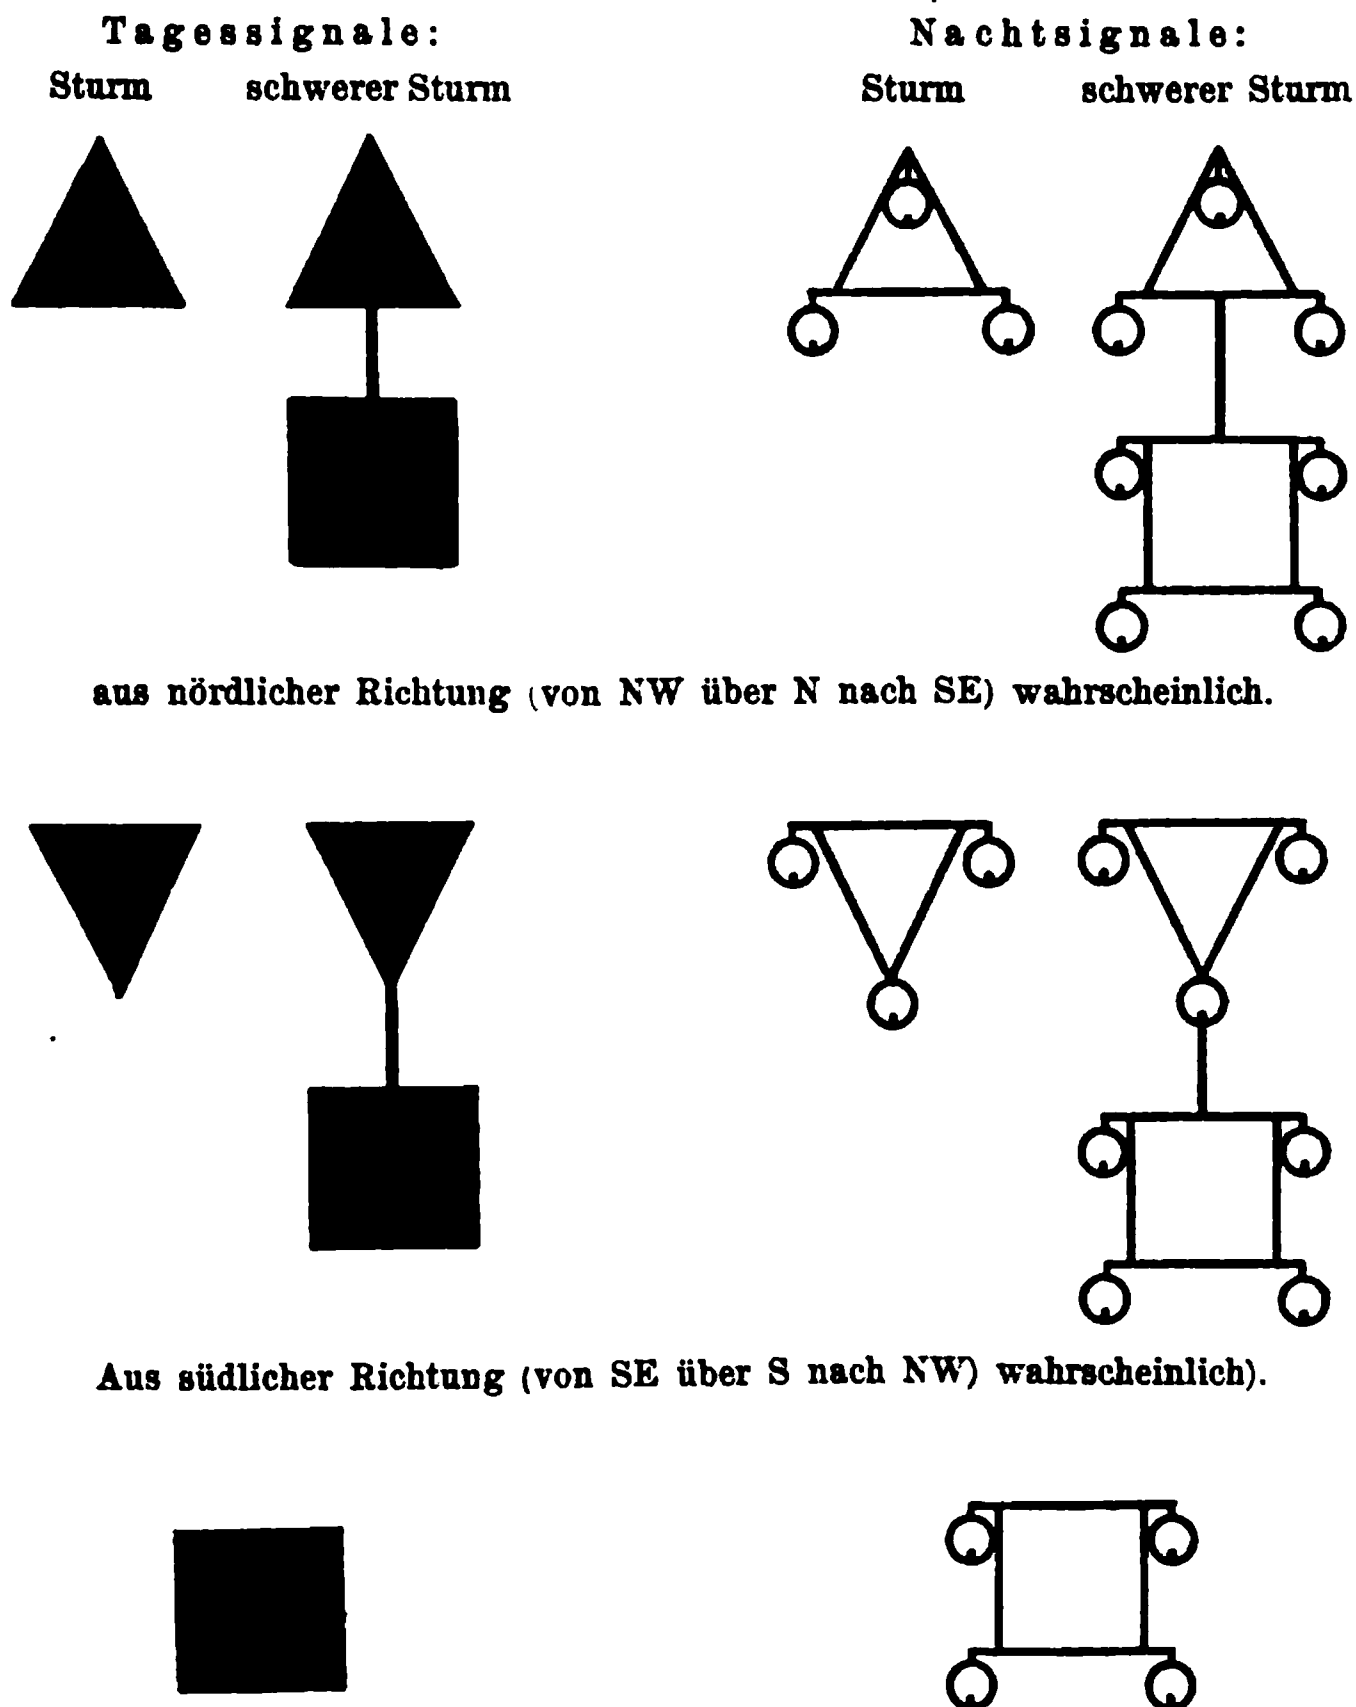 Tagessignale: Nachtsignale:
Sturm schwerer Sturm Sturm schwerer Sturm
aus nördlicher Richtung (von NW über N nach SE) wahrscheinlich.
Aus südlicher Richtung (von SE über S nach NW) wahrscheinlich).